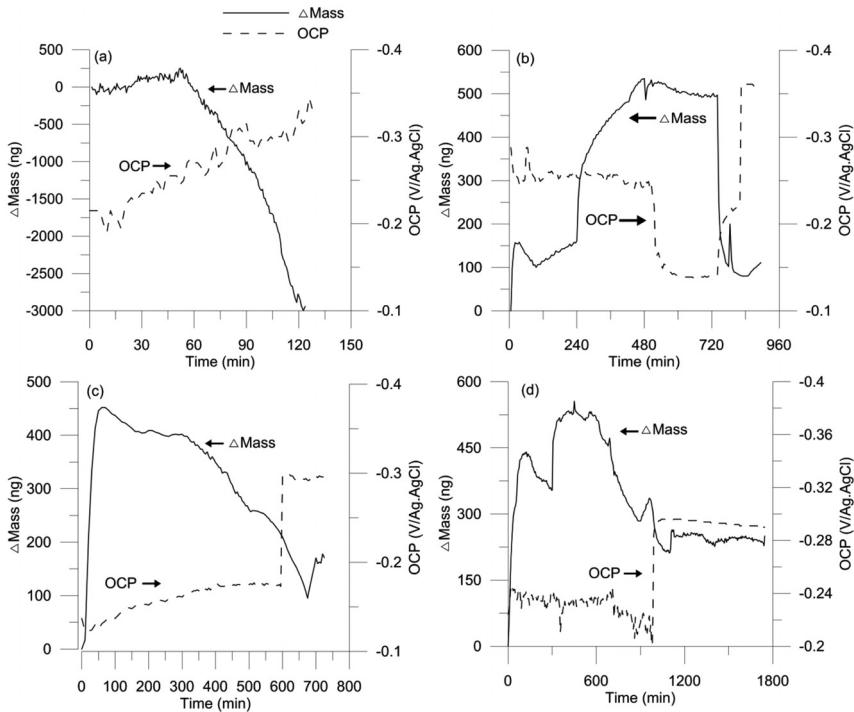 △Mass
OCP
(a)
500
0
-500
-1000
-1500
-2000
-2500
-3000
△Mass (ng)
△Mass
OCP
-0.4
-0.3
-0.2
-0.1
OCP (V/Ag.AgCl)
0 30 60 90 120 150
Time (min)
(b)
600
500
400
300
200
100
0
△Mass (ng)
△Mass
OCP
-0.4
-0.3
-0.2
-0.1
OCP (V/Ag.AgCl)
0 240 480 720 960
Time (min)
(c)
500
400
300
200
100
0
△Mass (ng)
△Mass
OCP
-0.4
-0.3
-0.2
-0.1
OCP (V/Ag.AgCl)
0 100 200 300 400 500 600 700 800
Time (min)
(d)
600
450
300
150
0
△Mass (ng)
△Mass
OCP
-0.4
-0.36
-0.32
-0.28
-0.24
-0.2
OCP (V/Ag.AgCl)
0 600 1200 1800
Time (min)